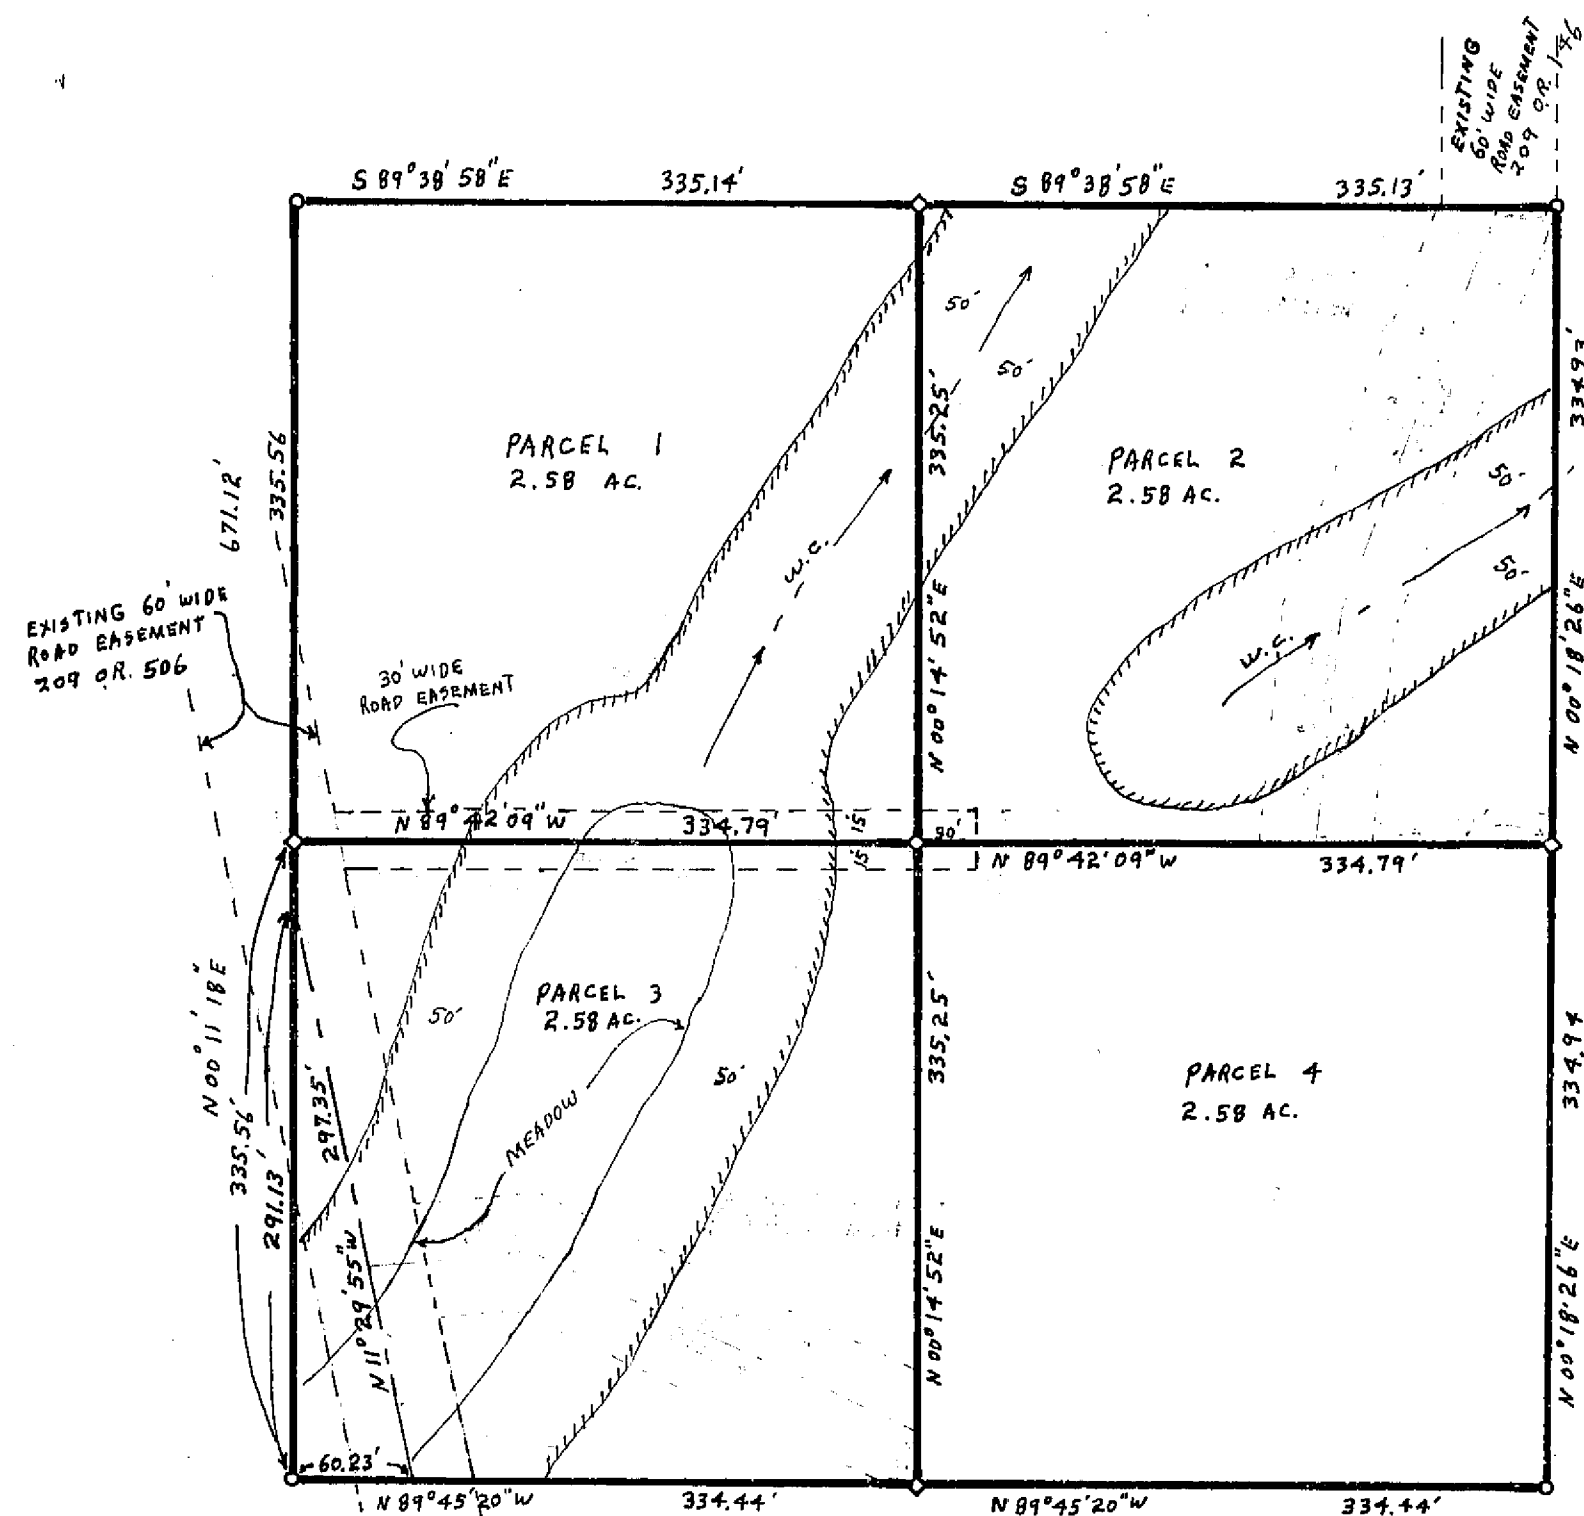 EXISTING
60' WIDE
ROAD EASEMENT
209 O.R. 146
S 89°38'58"E 335.14'
S 89°38'58"E 335.13'
50'
50'
334.93'
335.25'
PARCEL 1
2.58 AC.
PARCEL 2
2.58 AC.
335.56
671.12'
50'
50'
W.C.
W.C.
N 00°14'52"E
N 00°18'26"E
EXISTING 60' WIDE
ROAD EASEMENT
209 O.R. 506
30' WIDE
ROAD EASEMENT
N 89°42'09"W 334.79'
15'
15'
30'
N 89°42'09"W 334.79'
N 00°11'18"E
335.56'
291.13'
297.35'
N 11°29'55"W
50'
PARCEL 3
2.58 AC.
50'
MEADOW
335.25'
N 00°14'52"E
PARCEL 4
2.58 AC.
334.94
N 00°18'26"E
60.23'
N 89°45'20"W 334.44'
N 89°45'20"W 334.44'